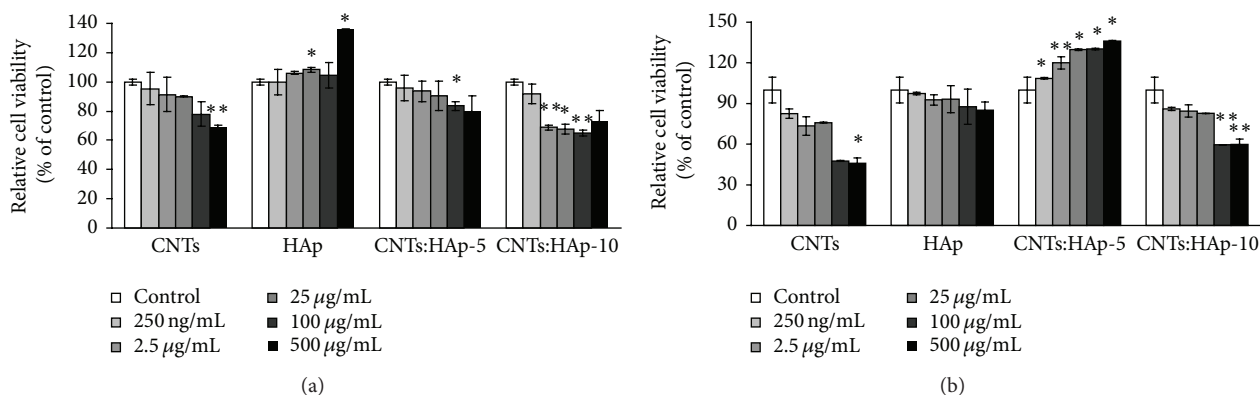 Relative cell viability
(% of control)
140
120
100
80
60
40
20
0
* *
*
*
*
* *
*
* *
CNTs
HAp
CNTs:HAp-5
CNTs:HAp-10
Control
250 ng/mL
2.5 μg/mL
25 μg/mL
100 μg/mL
500 μg/mL
(a)
Relative cell viability
(% of control)
150
120
90
60
30
0
*
*
* *
*
*
*
* *
* *
CNTs
HAp
CNTs:HAp-5
CNTs:HAp-10
Control
250 ng/mL
2.5 μg/mL
25 μg/mL
100 μg/mL
500 μg/mL
(b)